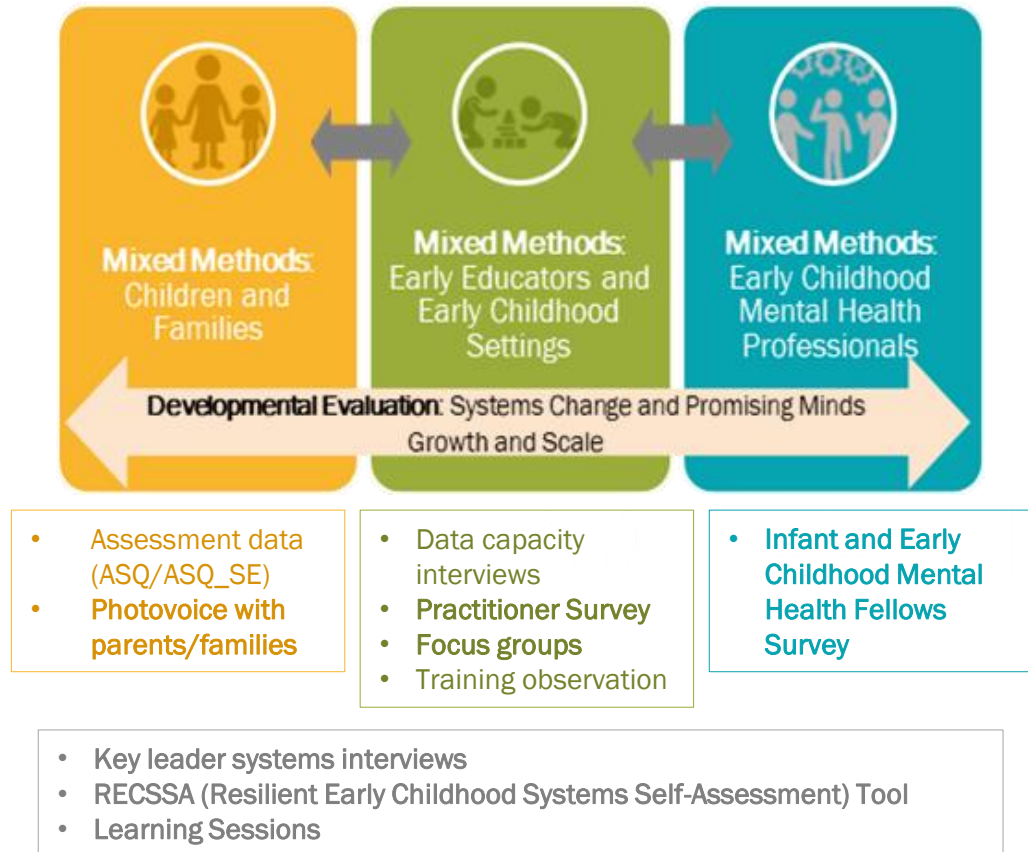 Mixed Methods:
Children and
Families
Mixed Methods:
Early Educators and
Early Childhood
Settings
Mixed Methods:
Early Childhood
Mental Health
Professionals
Developmental Evaluation: Systems Change and Promising Minds
Growth and Scale
• Assessment data
(ASQ/ASQ_SE)
• Photovoice with
parents/families
• Data capacity
interviews
• Practitioner Survey
• Focus groups
• Training observation
• Infant and Early
Childhood Mental
Health Fellows
Survey
• Key leader systems interviews
• RECSSA (Resilient Early Childhood Systems Self-Assessment) Tool
• Learning Sessions